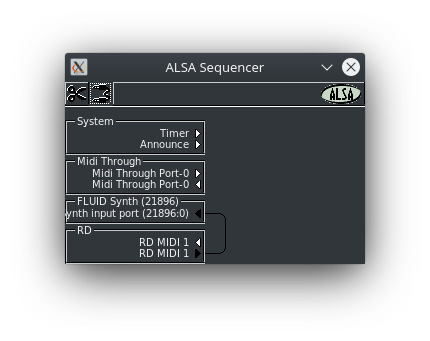 ALSA Sequencer
ALSA
System
Timer
Announce
Midi Through
Midi Through Port-0
Midi Through Port-0
FLUID Synth (21896)
ynth input port (21896:0)
RD
RD MIDI 1
RD MIDI 1